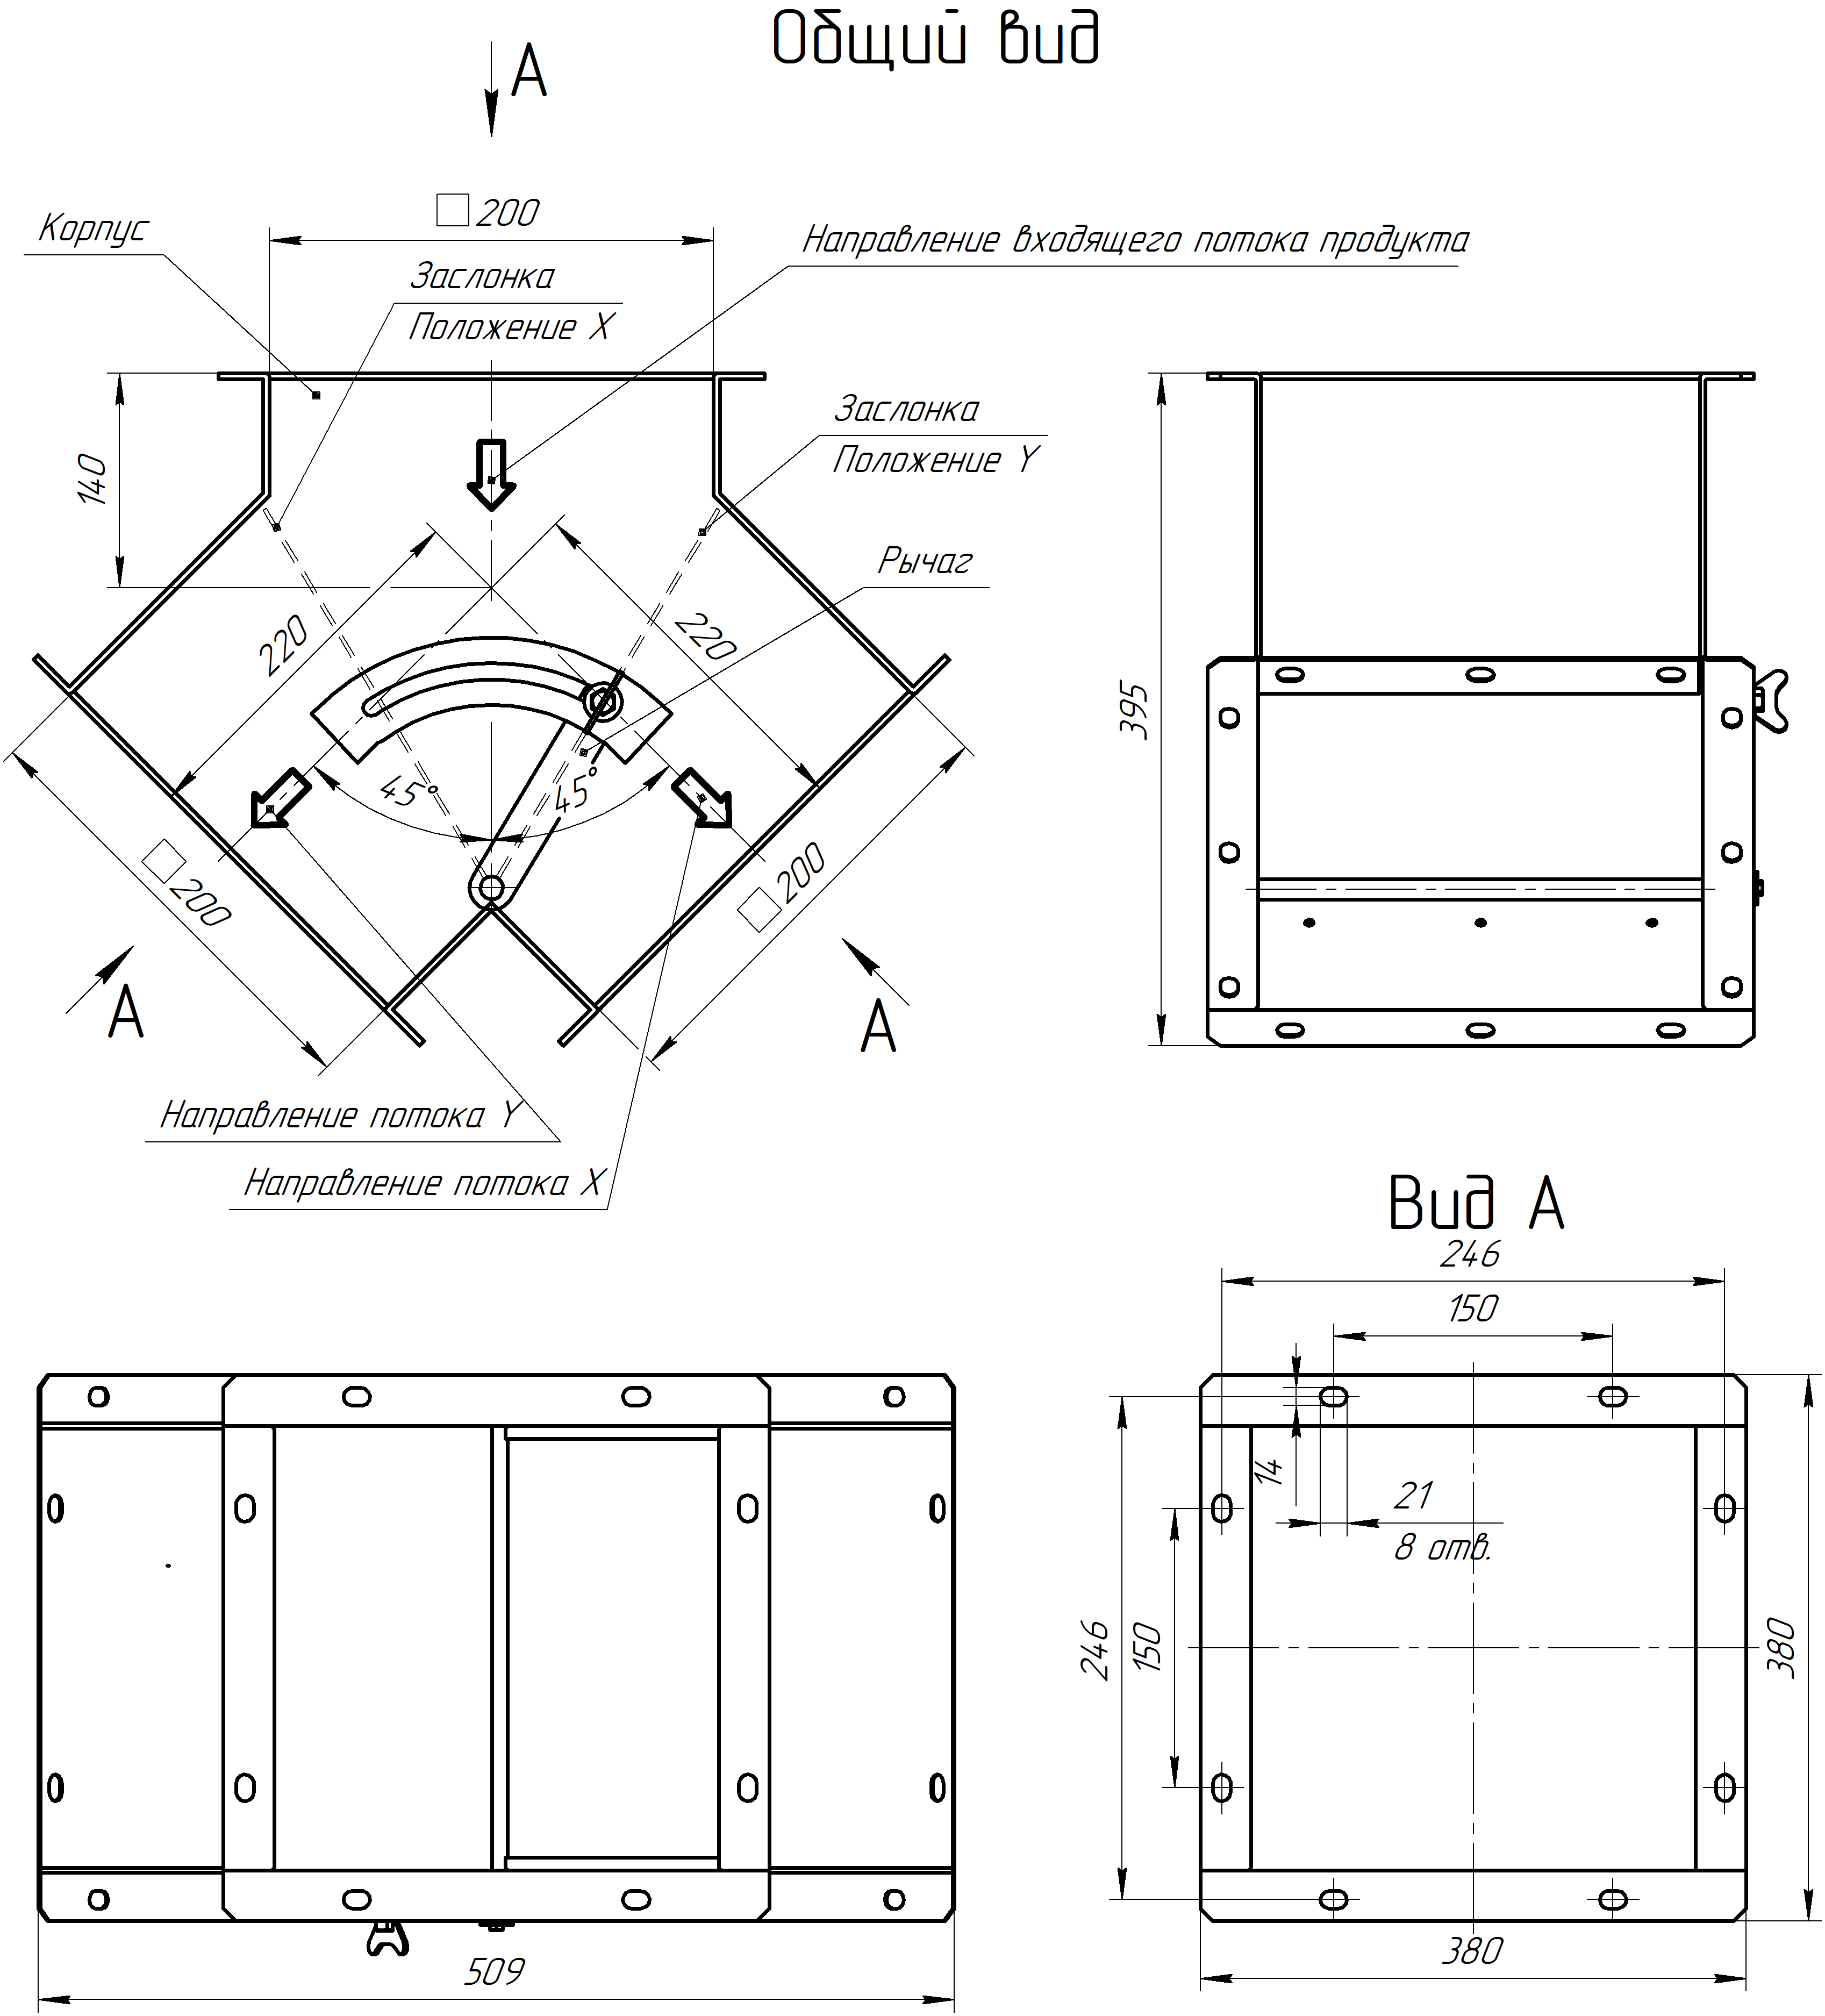 Общий вид
А
□200
Корпус
Направление входящего потока продукта
Заслонка
Положение X
Заслонка
Положение Y
140
Рычаг
220
220
395
45°
45°
□200
□200
А
А
Направление потока Y
Направление потока X
Вид А
246
150
14
21
8 отв.
246
150
380
380
509